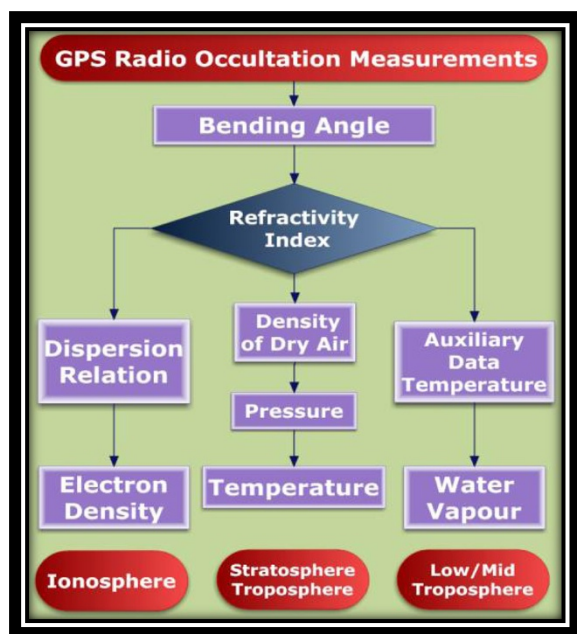 GPS Radio Occultation Measurements
Bending Angle
Refractivity
Index
Dispersion
Relation
Density
of Dry Air
Auxiliary
Data
Temperature
Pressure
Electron
Density
Temperature
Water
Vapour
Ionosphere
Stratosphere
Troposphere
Low/Mid
Troposphere